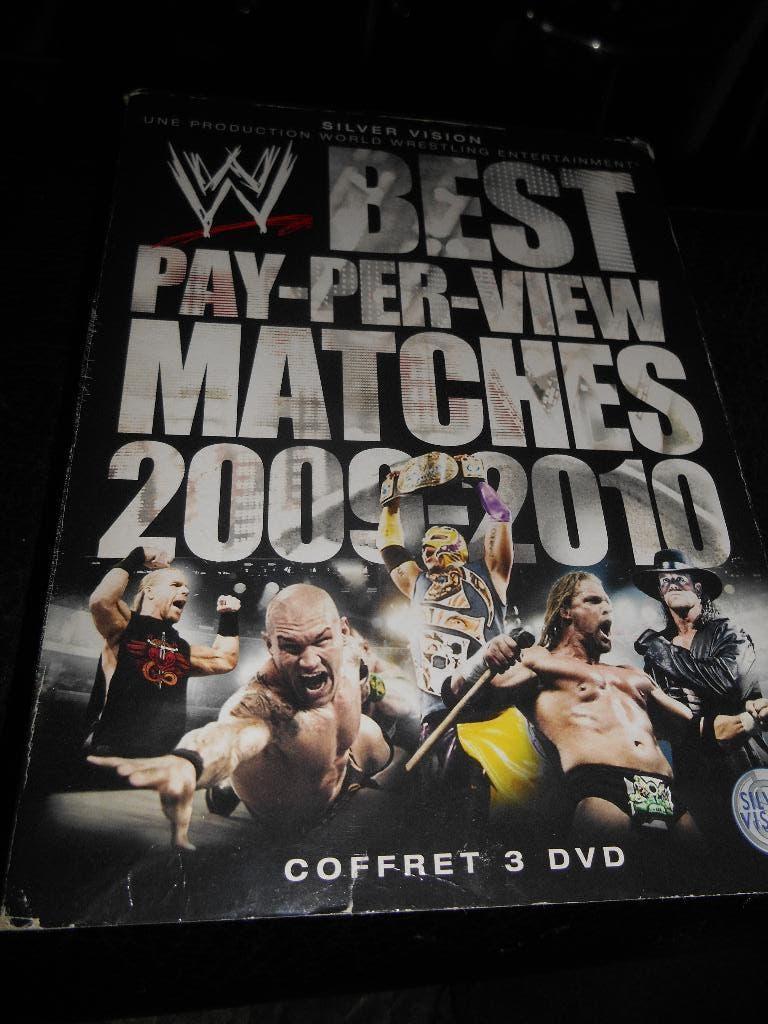 SILVER VISION
UNE PRODUCTION WORLD WRESTLING ENTERTAINMENT
W BEST
PAY-PER-VIEW
MATCHES
2009-2010
COFFRET 3 DVD